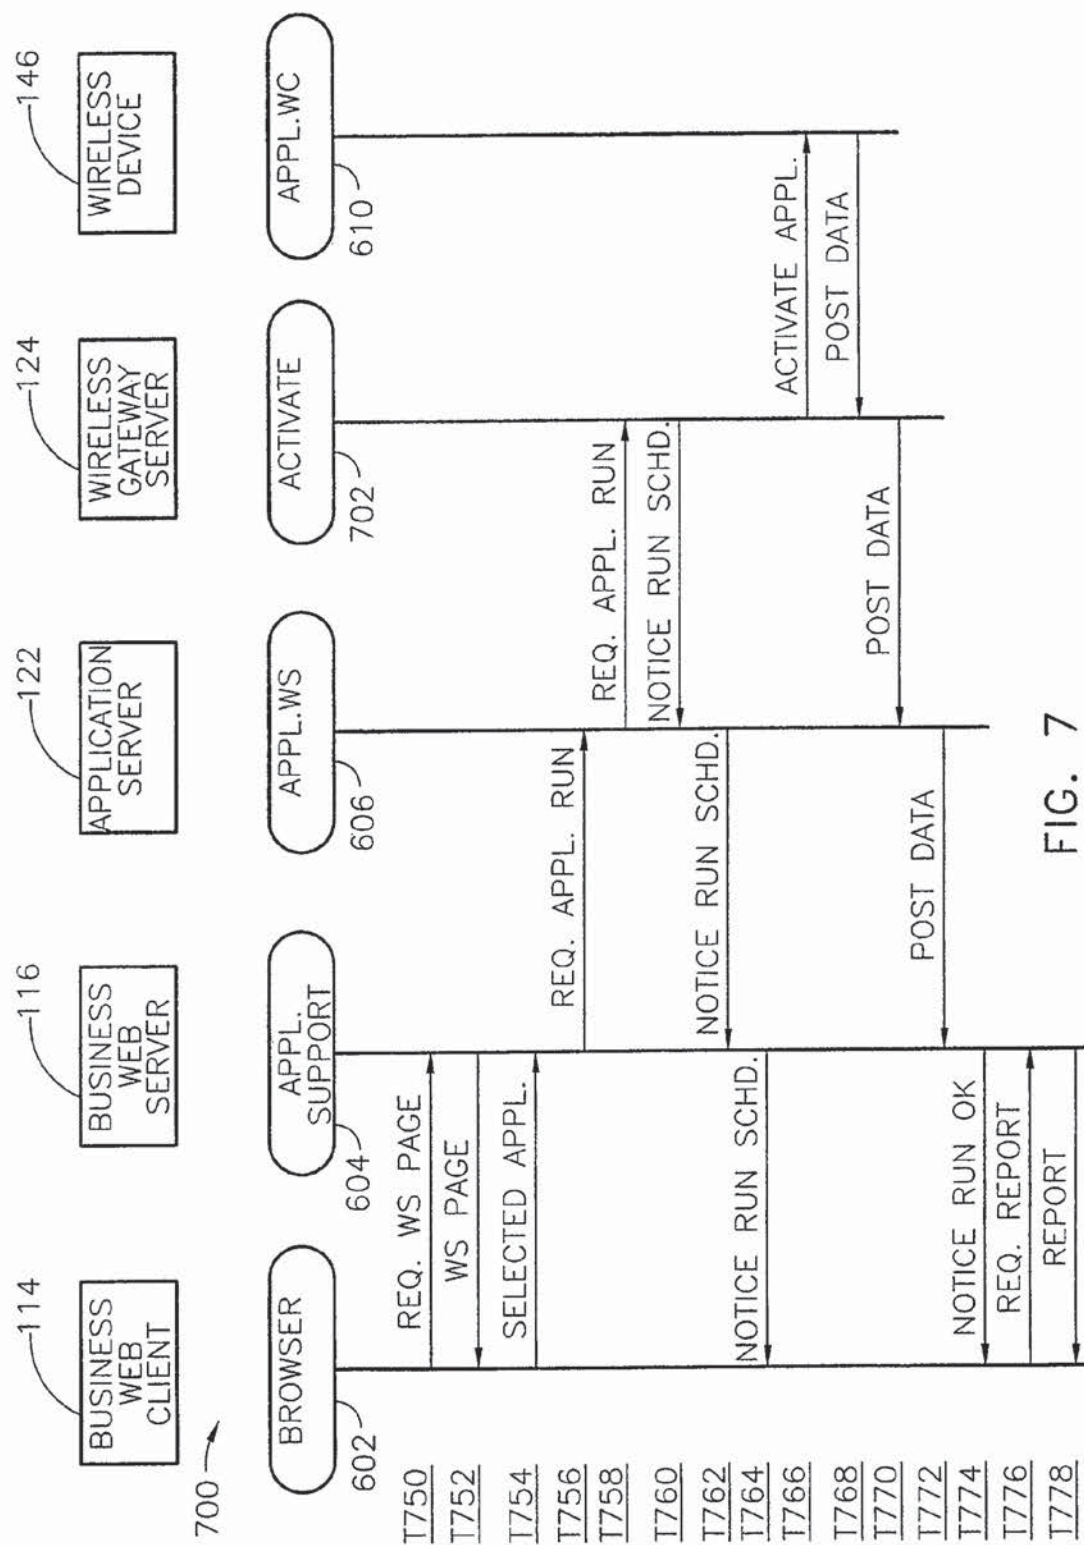 114
BUSINESS
WEB
CLIENT
116
BUSINESS
WEB
SERVER
122
APPLICATION
SERVER
124
WIRELESS
GATEWAY
SERVER
146
WIRELESS
DEVICE
700
BROWSER
602
APPL.
SUPPORT
604
APPL.WS
606
ACTIVATE
702
APPL.WC
610
T750
REQ. WS PAGE
T752
WS PAGE
T754
SELECTED APPL.
T756
REQ. APPL. RUN
T758
REQ. APPL. RUN
T760
NOTICE RUN SCHD.
T762
NOTICE RUN SCHD.
T764
NOTICE RUN SCHD.
T766
ACTIVATE APPL.
T768
POST DATA
T770
POST DATA
T772
POST DATA
T774
NOTICE RUN OK
T776
REQ. REPORT
T778
REPORT
FIG. 7